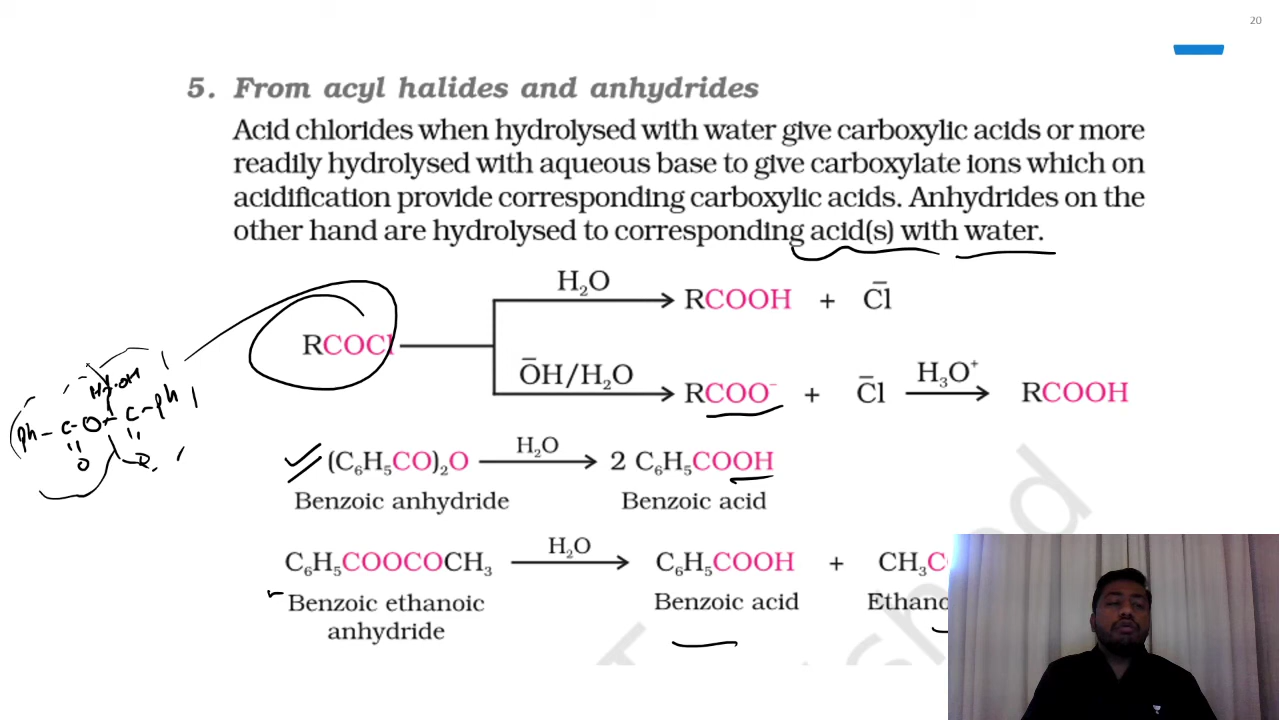 20
5. From acyl halides and anhydrides
Acid chlorides when hydrolysed with water give carboxylic acids or more
readily hydrolysed with aqueous base to give carboxylate ions which on
acidification provide corresponding carboxylic acids. Anhydrides on the
other hand are hydrolysed to corresponding acid(s) with water.
H₂O
RCOOH + C̄l
RCOCl
ŌH/H₂O
RCOO⁻ + C̄l
H₃O⁺
RCOOH
Ph - C - O - C - Ph
O
(C₆H₅CO)₂O
H₂O
2 C₆H₅COOH
Benzoic anhydride
Benzoic acid
C₆H₅COOCOCH₃
H₂O
C₆H₅COOH + CH₃C
Benzoic ethanoic
anhydride
Benzoic acid
Ethano